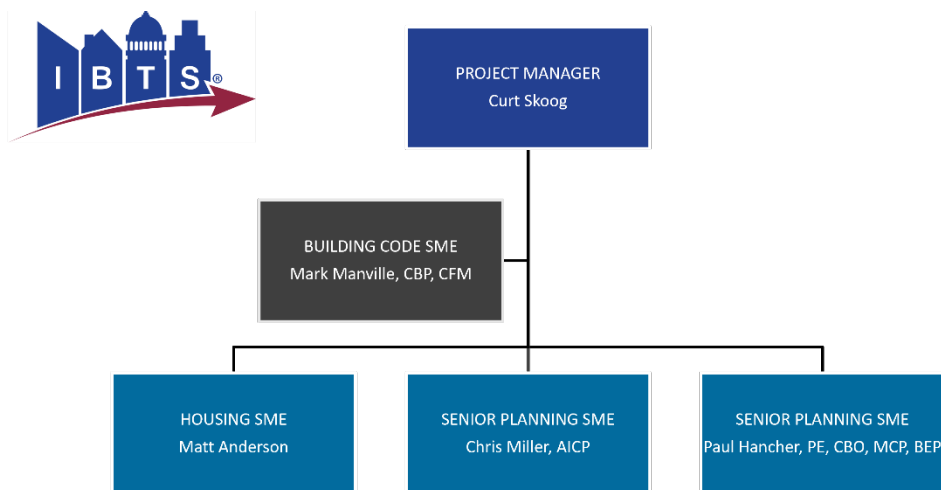 IBTS®
PROJECT MANAGER
Curt Skoog
BUILDING CODE SME
Mark Manville, CBP, CFM
HOUSING SME
Matt Anderson
SENIOR PLANNING SME
Chris Miller, AICP
SENIOR PLANNING SME
Paul Hancher, PE, CBO, MCP, BEP